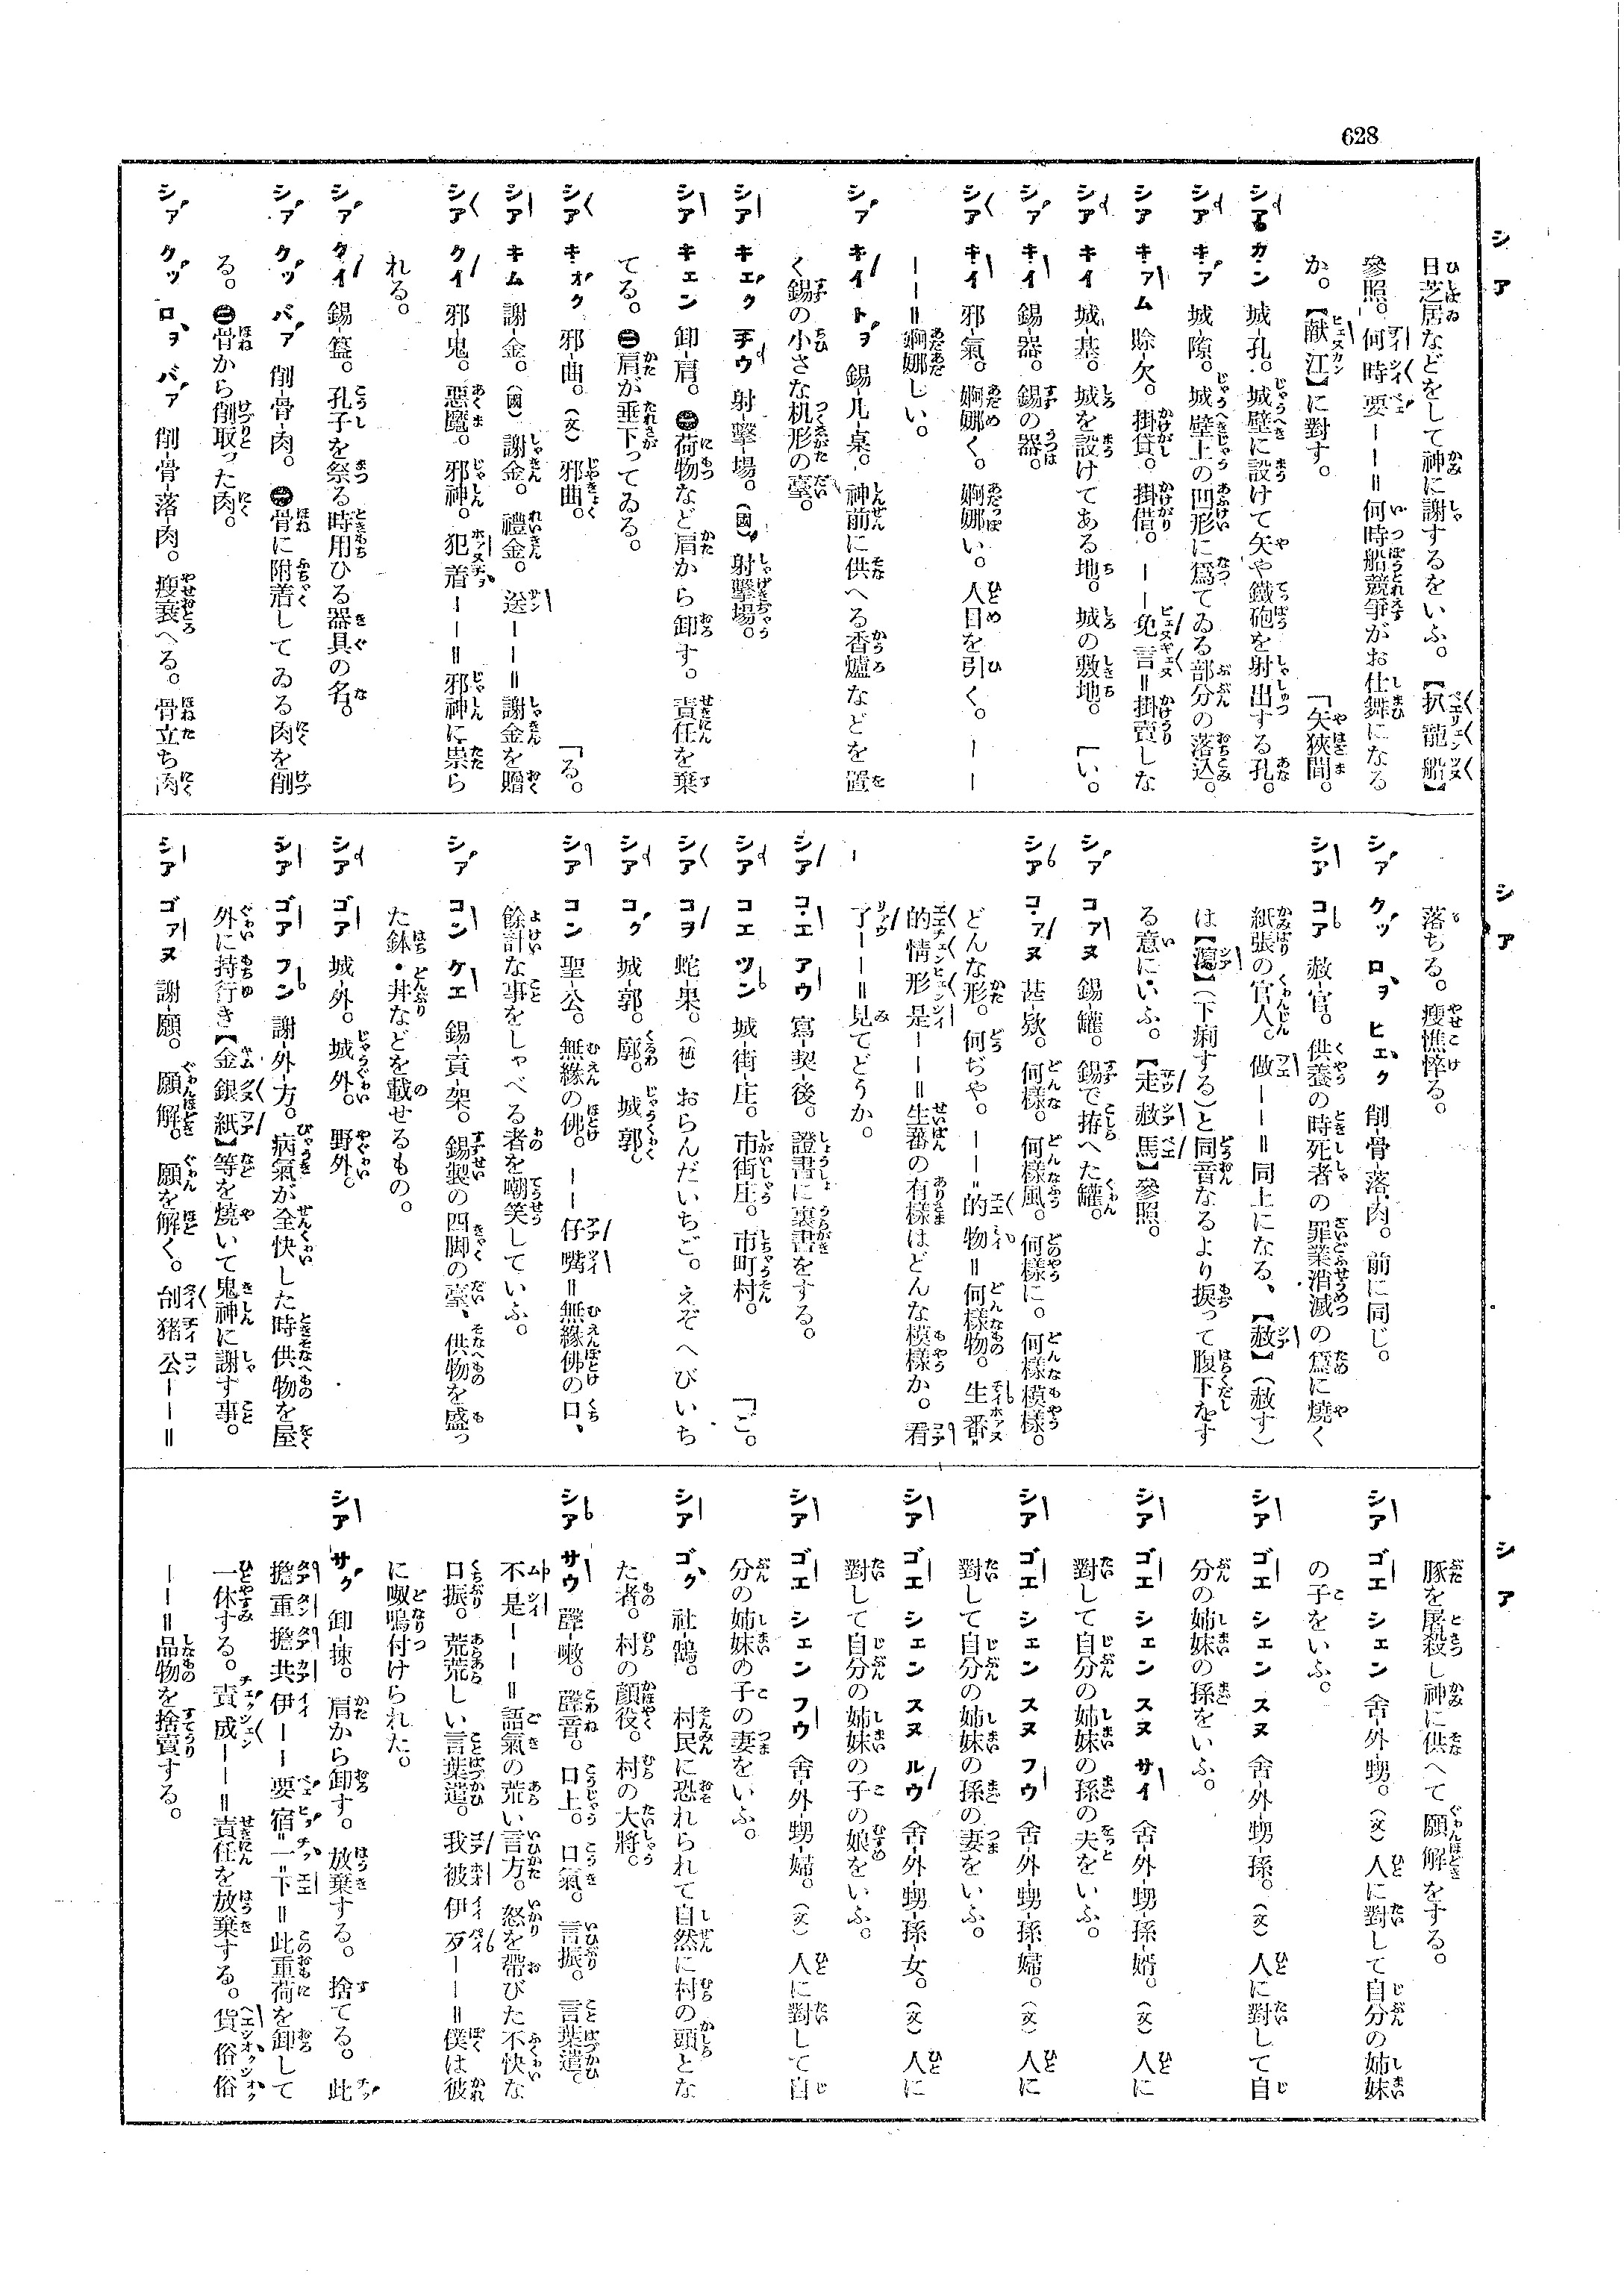 628
シア
日芝居などをして神に謝するをいふ。【扒龍船】
參照。何時要－－＝何時船競爭がお仕舞になる
か。【献江】に對す。 「矢狹間。
シア カン 城-孔。城壁に設けて矢や鐵砲を射出する孔。
シア キア 城隙。城壁上の凹形に爲てゐる部分の落込。
シア キアム 賖-欠。掛貸。掛借。－－免言＝掛賣しな
シア キイ 城-基。城を設けてある地。城の敷地。 「い。
シア キイ 錫-器。錫の器。
シア キイ 邪-氣。婀娜く。婀娜い。人目を引く。－－
－－＝婀娜しい。
シア キイ トヲ 錫-几-桌。神前に供へる香爐などを置
く錫の小さな机形の臺。
シア キエク チウ 射-擊-場。(國)射擊場。
シア キエン 卸-肩。㊀荷物など肩から卸す。責任を棄
てる。㊁肩が垂下ってゐる。
シア キオク 邪-曲。(文)邪曲。 「る。
シア キム 謝-金。(國)謝金。禮金。送－－＝謝金を贈
シア クイ 邪-鬼。惡魔。邪神。犯着－－＝邪神に祟ら
れる。
シア クイ 錫-簋。孔子を祭る時用ひる器具の名。
シア クッ バア 削-骨-肉。㊀骨に附着してゐる肉を削
る。㊁骨から削取った肉。
シア クッ ロヲ バア 削-骨-落-肉。瘦衰へる。骨立ち肉
シア
落ちる。瘦憔悴る。
シア クッ ロヲ ヒエク 削-骨-落-肉。前に同じ。
シア コア 赦-官。供養の時死者の罪業消滅の爲に燒く
紙張の官人。做－－＝同上になる、【赦】(赦す)
は【瀉】(下痢する)と同音なるより捩って腹下をす
る意にいふ。【走赦馬】參照。
シア コアヌ 錫-罐。錫で拵へた罐。
シア コアヌ 甚-欵。何樣。何樣風。何樣に。何樣模樣。
どんな形。何ぢや。－－＝的物＝何樣物。生番＝
的情形是－－＝生蕃の有樣はどんな模樣か。看
了－－＝見てどうか。
シア コエ アウ 寫-契-後。證書に裏書をする。
シア コエ ツン 城-街-庄。市街庄。市町村。 「ご。
シア コヲ 蛇-果。(植)おらんだいちご。えぞへびいち
シア コク 城-郭。廓。城郭。
シア コン 聖-公。無緣の佛。－－仔嘴＝無緣佛の口、
餘計な事をしゃべる者を嘲笑していふ。
シア コン ケエ 錫-貢-架。錫製の四脚の臺、供物を盛っ
た鉢・丼などを載せるもの。
シア ゴア 城-外。城外。野外。
シア ゴア フン 謝-外-方。病氣が全快した時供物を屋
外に持行き【金銀紙】等を燒いて鬼神に謝す事。
シア ゴアヌ 謝-願。願解。願を解く。刣猪公－－＝
シア
豚を屠殺し神に供へて願解をする。
シア ゴエ シエン 舍-外-甥。(文)人に對して自分の姉妹
の子をいふ。
シア ゴエ シエン スヌ 舍-外-甥-孫。(文)人に對して自
分の姉妹の孫をいふ。
シア ゴエ シエン スヌ サイ 舍-外-甥-孫-婿。(文)人に
對して自分の姉妹の孫の夫をいふ。
シア ゴエ シエン スヌ フウ 舍-外-甥-孫-婦。(文)人に
對して自分の姉妹の孫の妻をいふ。
シア ゴエ シエン スヌ ルウ 舍-外-甥-孫-女。(文)人に
對して自分の姉妹の子の娘をいふ。
シア ゴエ シエン フウ 舍-外-甥-婦。(文)人に對して自
分の姉妹の子の妻をいふ。
シア ゴク 社-鶚。村民に恐れられて自然に村の頭とな
た者。村の顏役。村の大將。
シア サウ 聲-嗽。聲音。口上。口氣。言振。言葉遣。
不是－－＝語氣の荒い言方。怒を帶びた不快な
口振。荒荒しい言葉遣。我被伊歹－－＝僕は彼
に呶鳴付けられた。
シア サク 卸-捒。肩から卸す。放棄する。捨てる。此
擔重擔共伊－－要宿＝一＝下＝此重荷を卸して
一休する。責成－－＝責任を放棄する。貨俗俗
－－＝品物を捨賣する。